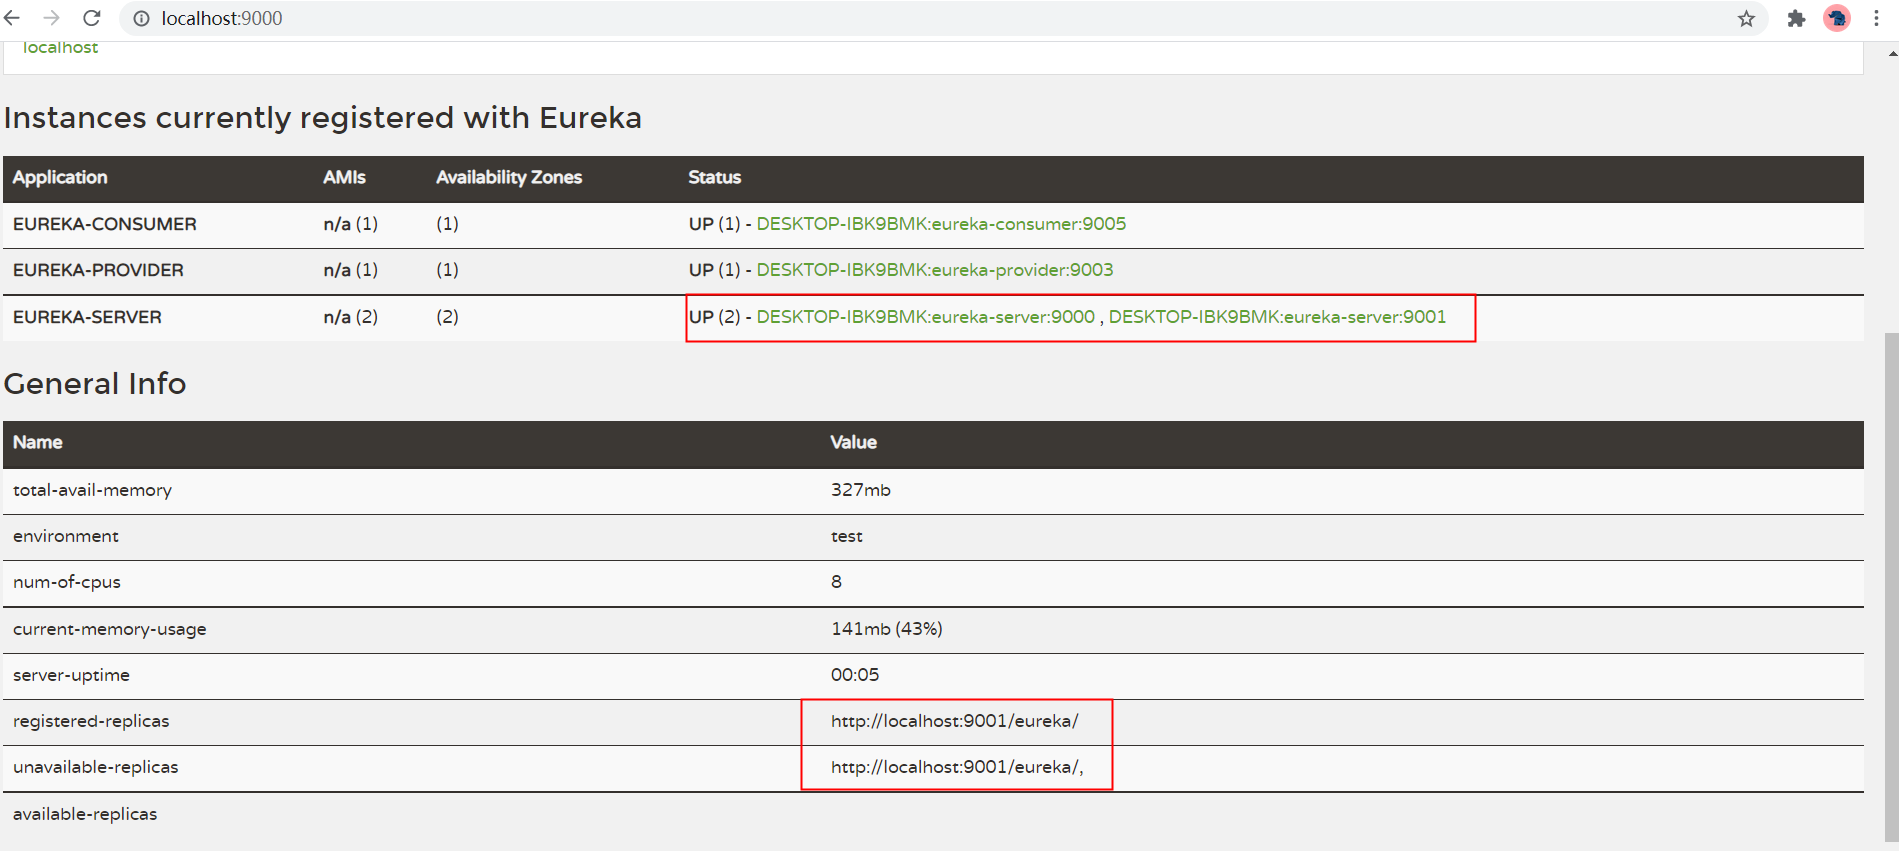 localhost:9000
localhost
Instances currently registered with Eureka
Application AMIs Availability Zones Status
EUREKA-CONSUMER n/a (1) (1) UP (1) - DESKTOP-IBK9BMK:eureka-consumer:9005
EUREKA-PROVIDER n/a (1) (1) UP (1) - DESKTOP-IBK9BMK:eureka-provider:9003
EUREKA-SERVER n/a (2) (2) UP (2) - DESKTOP-IBK9BMK:eureka-server:9000 , DESKTOP-IBK9BMK:eureka-server:9001
General Info
Name Value
total-avail-memory 327mb
environment test
num-of-cpus 8
current-memory-usage 141mb (43%)
server-uptime 00:05
registered-replicas http://localhost:9001/eureka/
unavailable-replicas http://localhost:9001/eureka/,
available-replicas